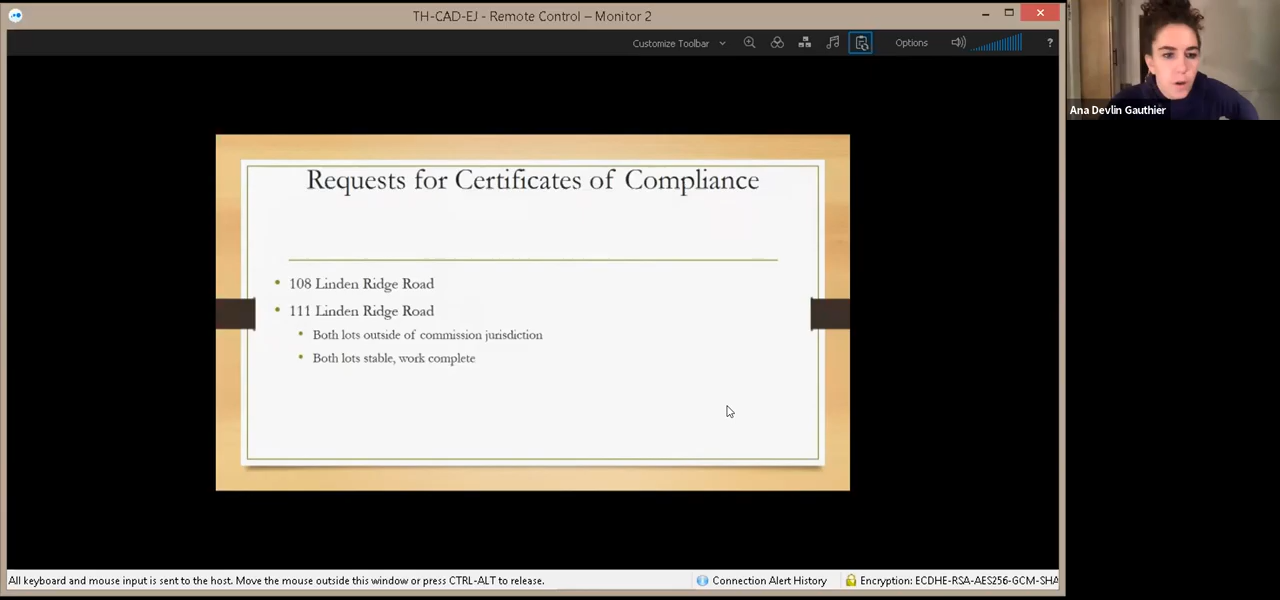 TH-CAD-EJ - Remote Control – Monitor 2
Customize Toolbar
Options
?
Ana Devlin Gauthier
Requests for Certificates of Compliance
• 108 Linden Ridge Road
• 111 Linden Ridge Road
• Both lots outside of commission jurisdiction
• Both lots stable, work complete
All keyboard and mouse input is sent to the host. Move the mouse outside this window or press CTRL-ALT to release.
Connection Alert History
Encryption: ECDHE-RSA-AES256-GCM-SHA